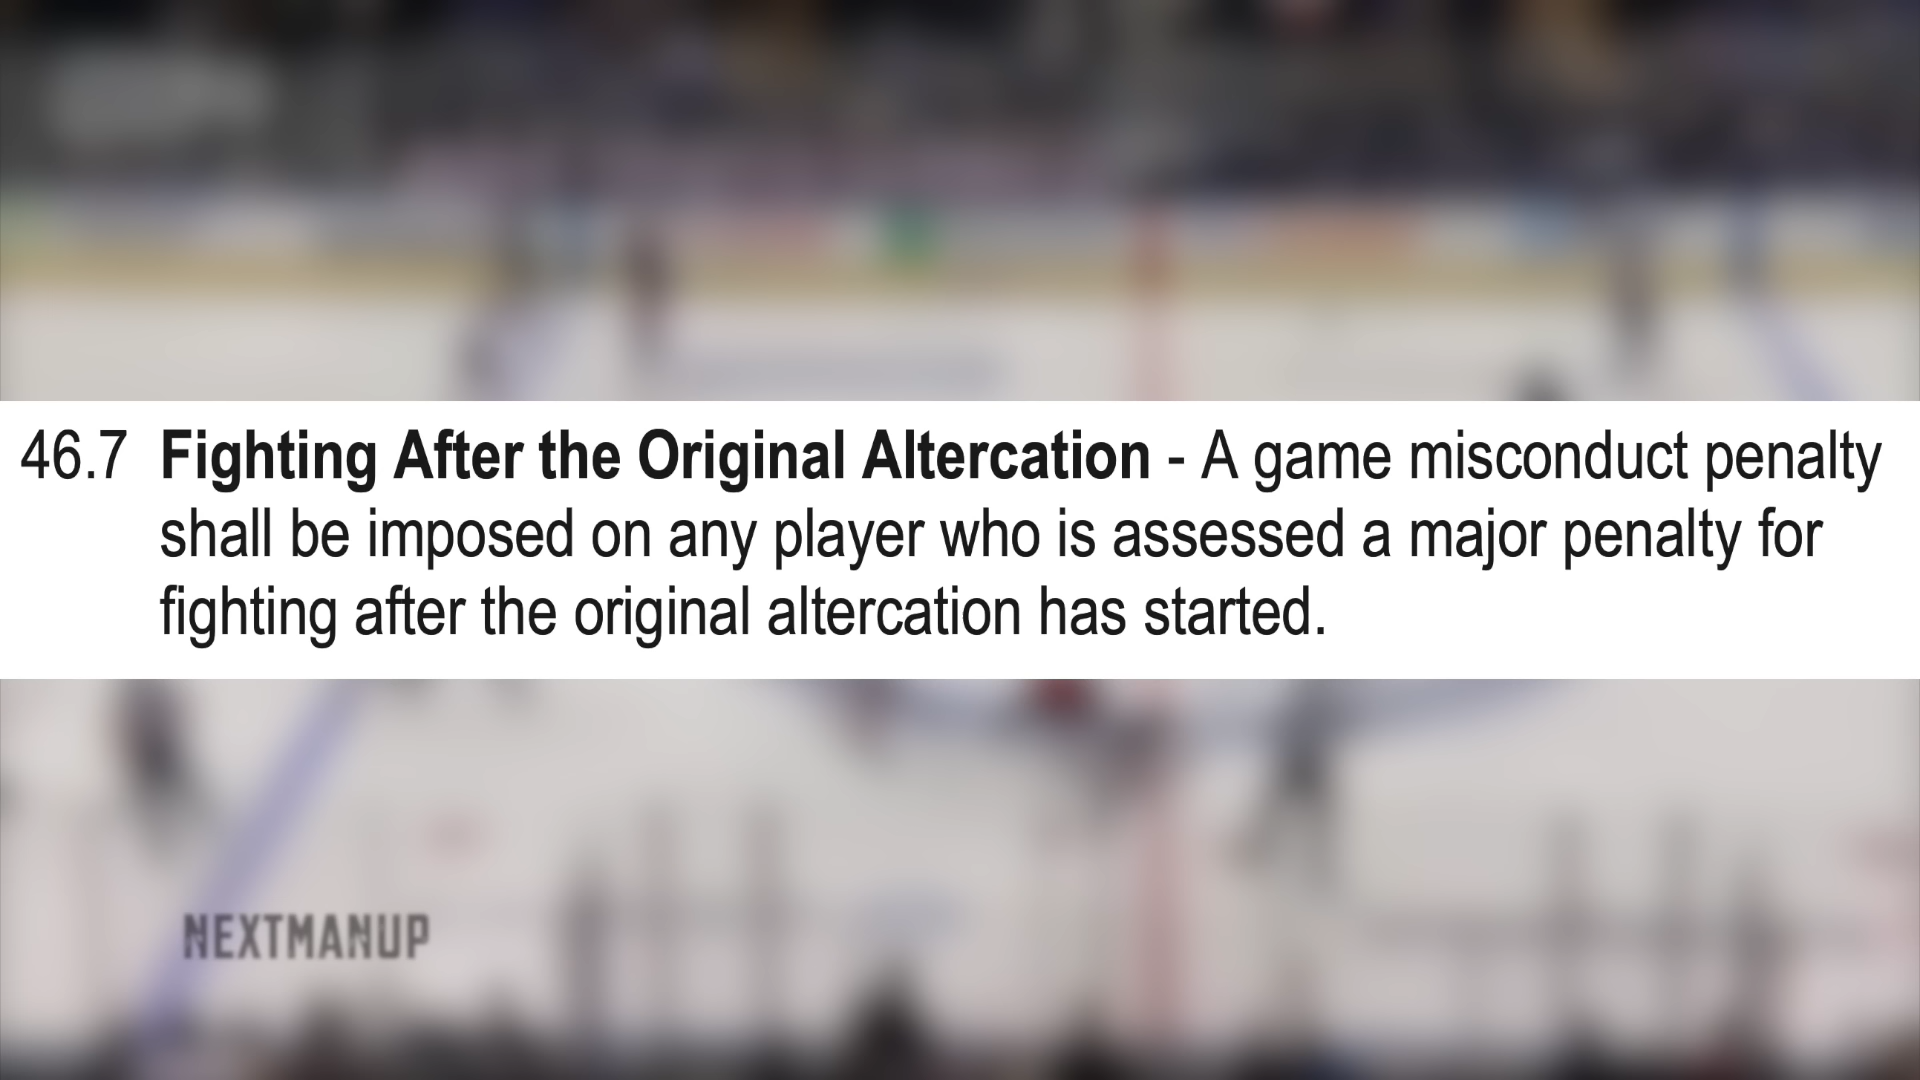 46.7 Fighting After the Original Altercation - A game misconduct penalty
shall be imposed on any player who is assessed a major penalty for
fighting after the original altercation has started.
NEXTMANUP